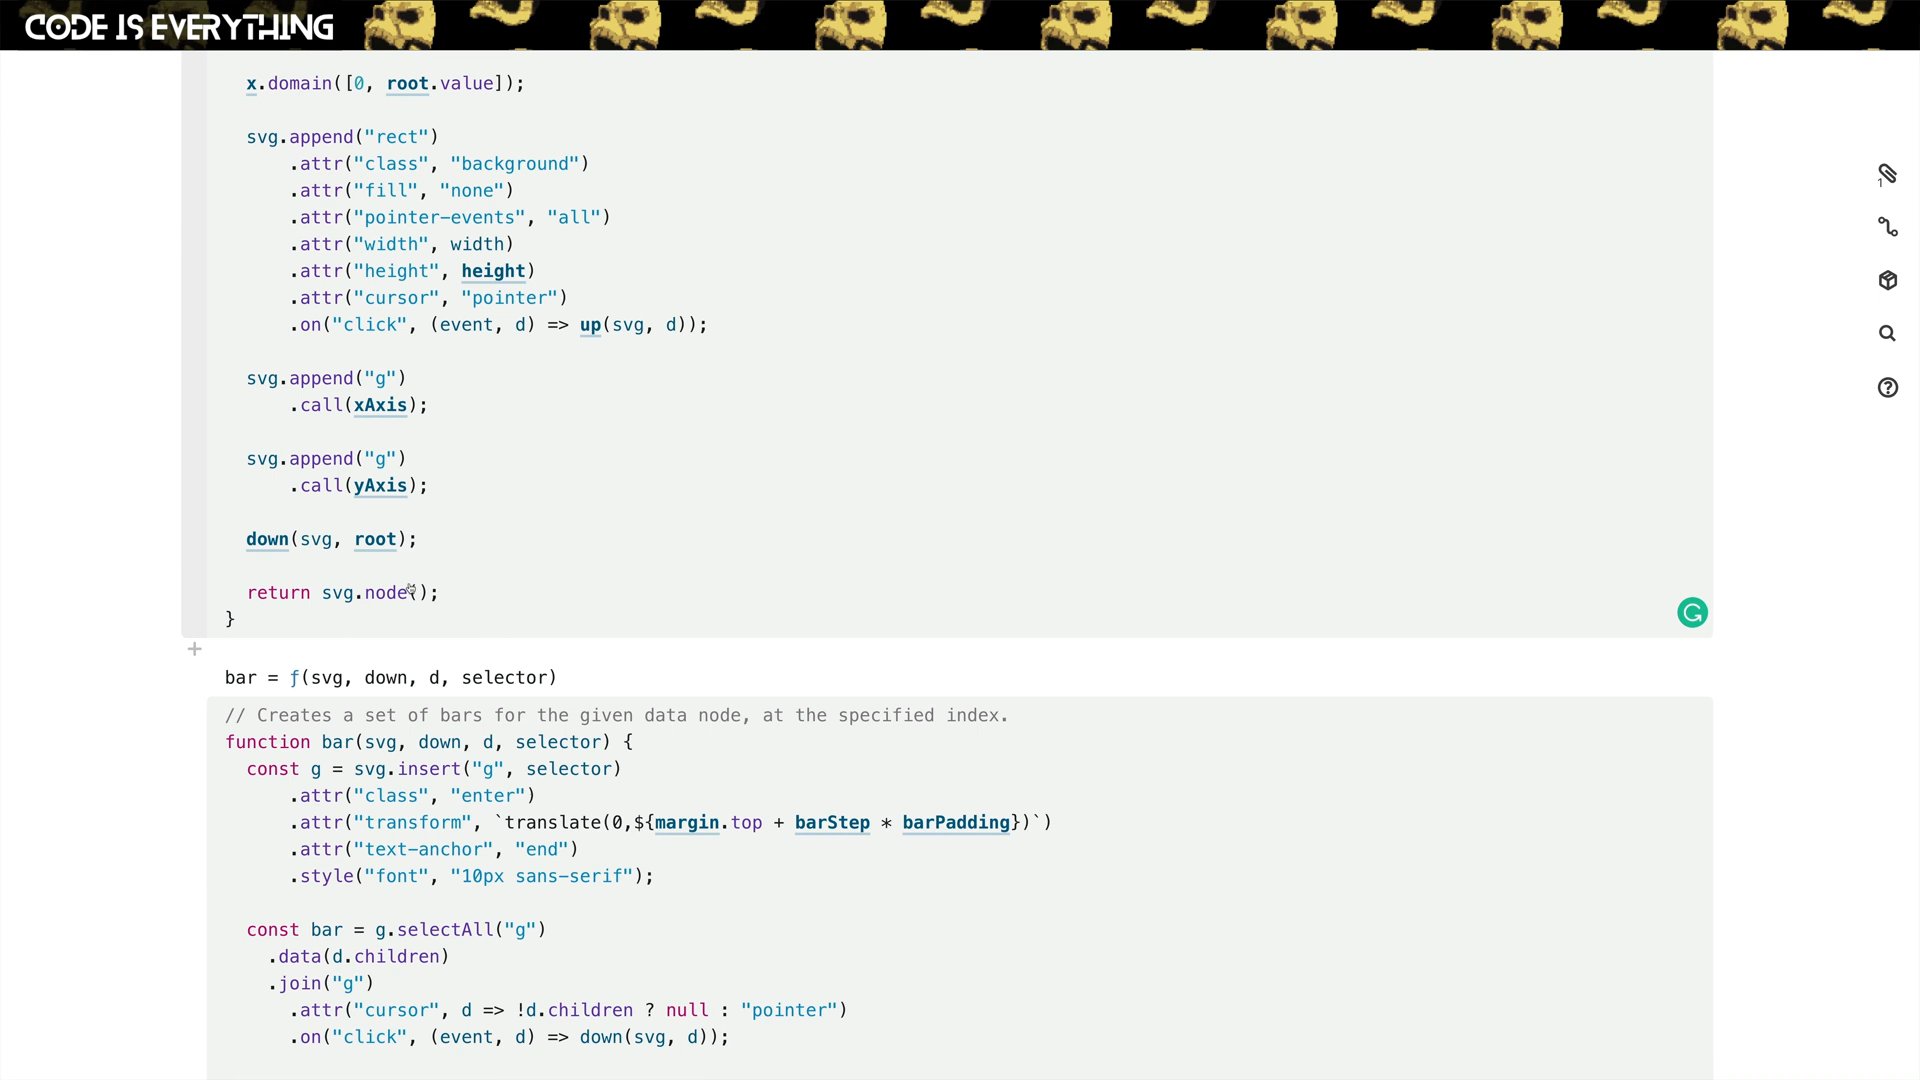 CODE IS EVERYTHING
x.domain([0, root.value]);
svg.append("rect")
.attr("class", "background")
.attr("fill", "none")
.attr("pointer-events", "all")
.attr("width", width)
.attr("height", height)
.attr("cursor", "pointer")
.on("click", (event, d) => up(svg, d));
svg.append("g")
.call(xAxis);
svg.append("g")
.call(yAxis);
down(svg, root);
return svg.node();
}
bar = ƒ(svg, down, d, selector)
// Creates a set of bars for the given data node, at the specified index.
function bar(svg, down, d, selector) {
const g = svg.insert("g", selector)
.attr("class", "enter")
.attr("transform", `translate(0,${margin.top + barStep * barPadding})`)
.attr("text-anchor", "end")
.style("font", "10px sans-serif");
const bar = g.selectAll("g")
.data(d.children)
.join("g")
.attr("cursor", d => !d.children ? null : "pointer")
.on("click", (event, d) => down(svg, d));
1